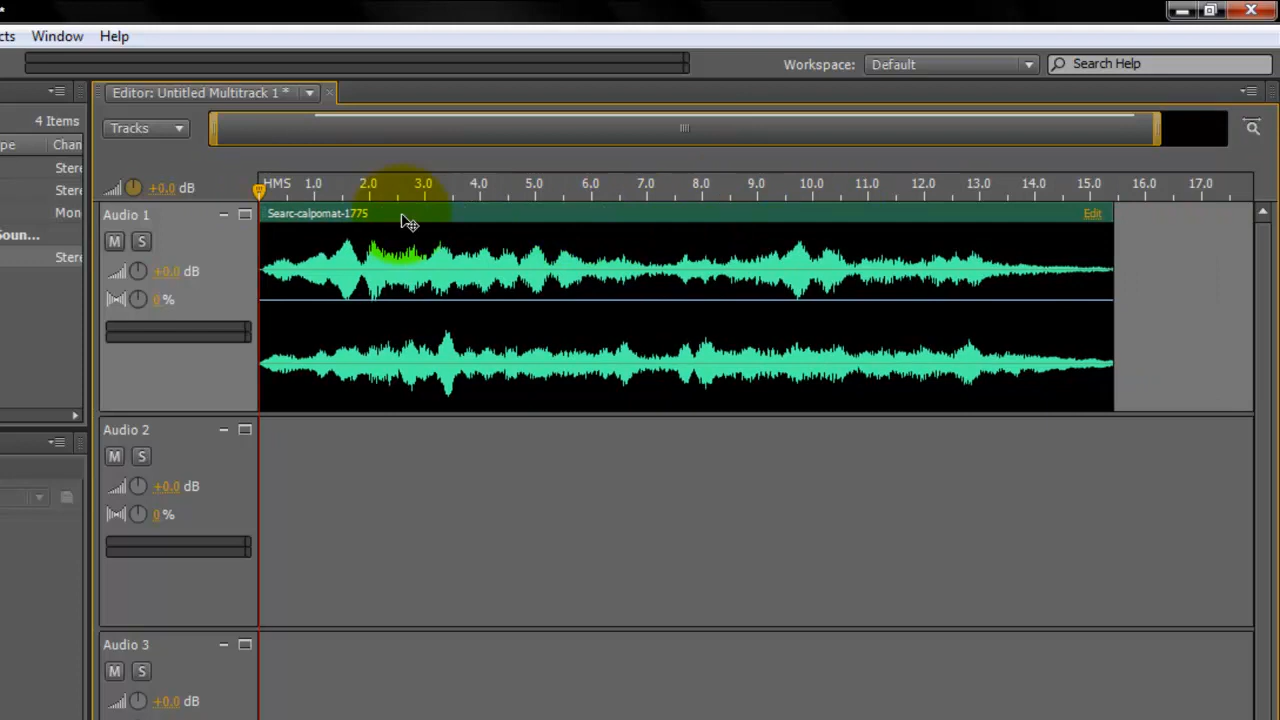 *
cts Window Help
Workspace: Default Search Help
Editor: Untitled Multitrack 1 *
4 Items
Tracks
pe Chan
Stere
Stere
Mon
Soun...
Stere
+0.0 dB
HMS 1.0 2.0 3.0 4.0 5.0 6.0 7.0 8.0 9.0 10.0 11.0 12.0 13.0 14.0 15.0 16.0 17.0
Audio 1
Searc-calpomat-1775 Edit
M S
+0.0 dB
0 %
Audio 2
M S
+0.0 dB
0 %
Audio 3
M S
+0.0 dB